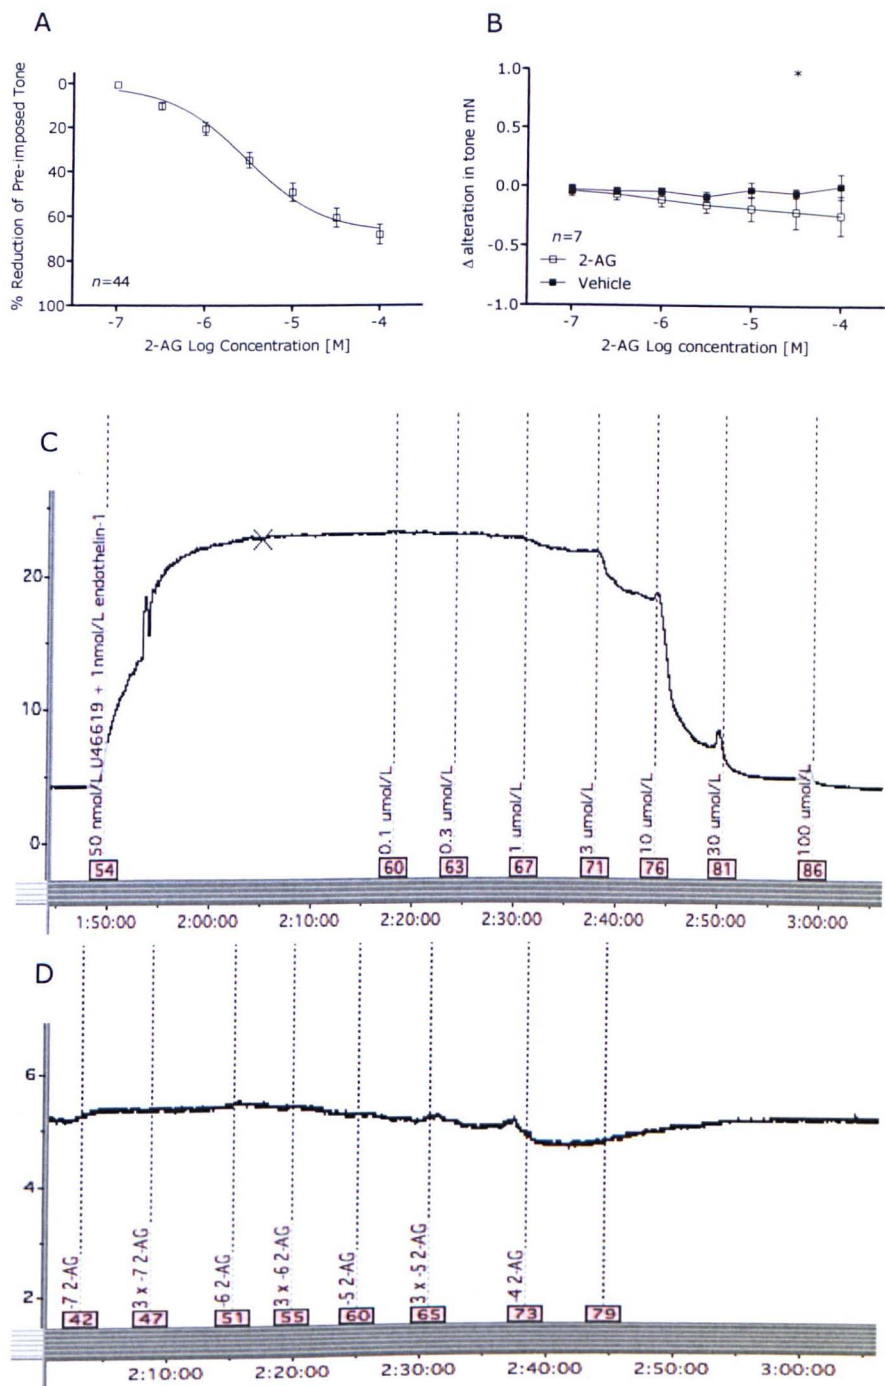 A
% Reduction of Pre-imposed Tone
0
20
40
60
80
100
n=44
-7
-6
-5
-4
2-AG Log Concentration [M]
B
Δ alteration in tone mN
1.0
0.5
0.0
-0.5
-1.0
*
n=7
2-AG
Vehicle
-7
-6
-5
-4
2-AG Log concentration [M]
C
20
10
0
50 nmol/L U46619 + 1nmol/L endothelin-1
0.1 umol/L
0.3 umol/L
1 umol/L
3 umol/L
10 umol/L
30 umol/L
100 umol/L
54
60
63
67
71
76
81
86
1:50:00
2:00:00
2:10:00
2:20:00
2:30:00
2:40:00
2:50:00
3:00:00
D
6
4
2
-7 2-AG
3 x -7 2-AG
-6 2-AG
3 x -6 2-AG
-5 2-AG
3 x -5 2-AG
-4 2-AG
42
47
51
55
60
65
73
79
2:10:00
2:20:00
2:30:00
2:40:00
2:50:00
3:00:00